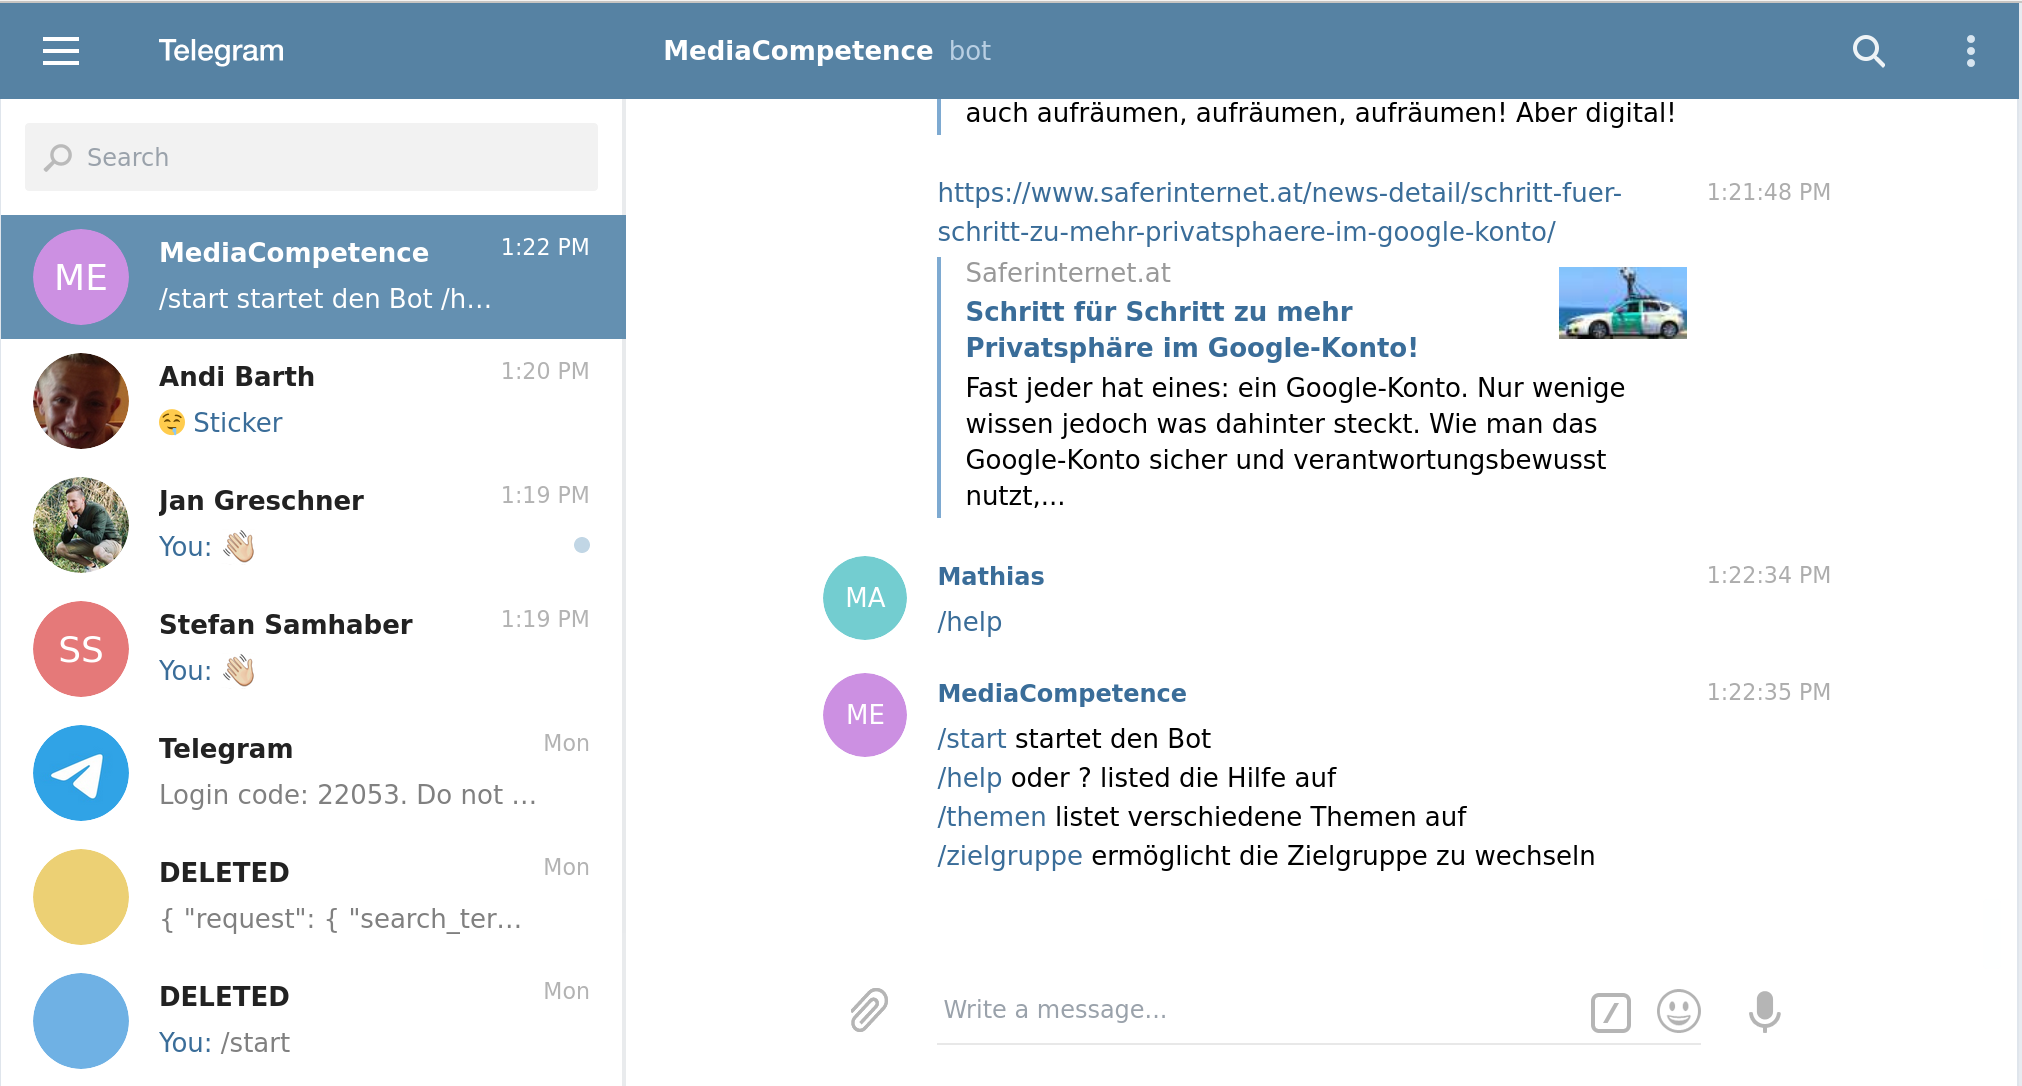 Telegram
MediaCompetence bot
Search
MediaCompetence 1:22 PM
/start startet den Bot /h...
Andi Barth 1:20 PM
🤤 Sticker
Jan Greschner 1:19 PM
You: 👋🏻
Stefan Samhaber 1:19 PM
You: 👋🏻
Telegram Mon
Login code: 22053. Do not ...
DELETED Mon
{ "request": { "search_ter...
DELETED Mon
You: /start
ME
SS
auch aufräumen, aufräumen, aufräumen! Aber digital!
https://www.saferinternet.at/news-detail/schritt-fuer- 1:21:48 PM
schritt-zu-mehr-privatsphaere-im-google-konto/
Saferinternet.at
Schritt für Schritt zu mehr
Privatsphäre im Google-Konto!
Fast jeder hat eines: ein Google-Konto. Nur wenige
wissen jedoch was dahinter steckt. Wie man das
Google-Konto sicher und verantwortungsbewusst
nutzt,...
MA
Mathias 1:22:34 PM
/help
ME
MediaCompetence 1:22:35 PM
/start startet den Bot
/help oder ? listed die Hilfe auf
/themen listet verschiedene Themen auf
/zielgruppe ermöglicht die Zielgruppe zu wechseln
Write a message...